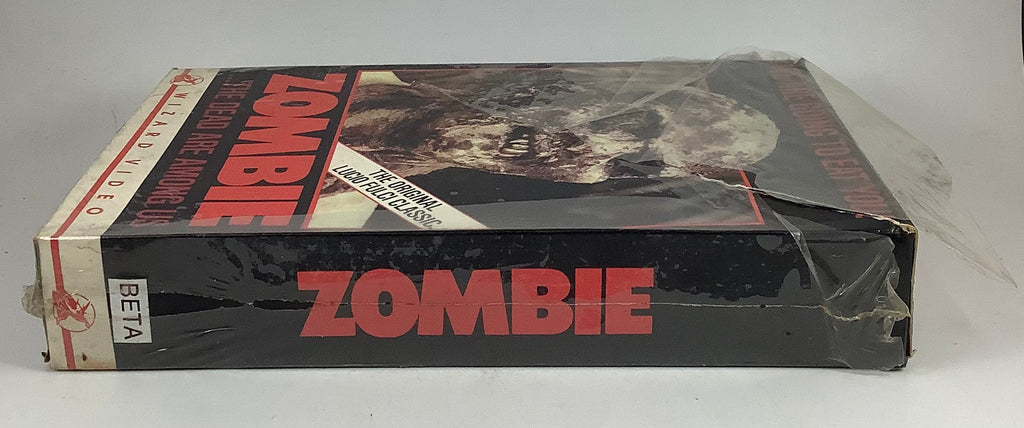 WIZARD VIDEO
ZOMBIE
...THE DEAD ARE AMONG US
THE ORIGINAL
LUCIO FULCI CLASSIC
BETA
ZOMBIE